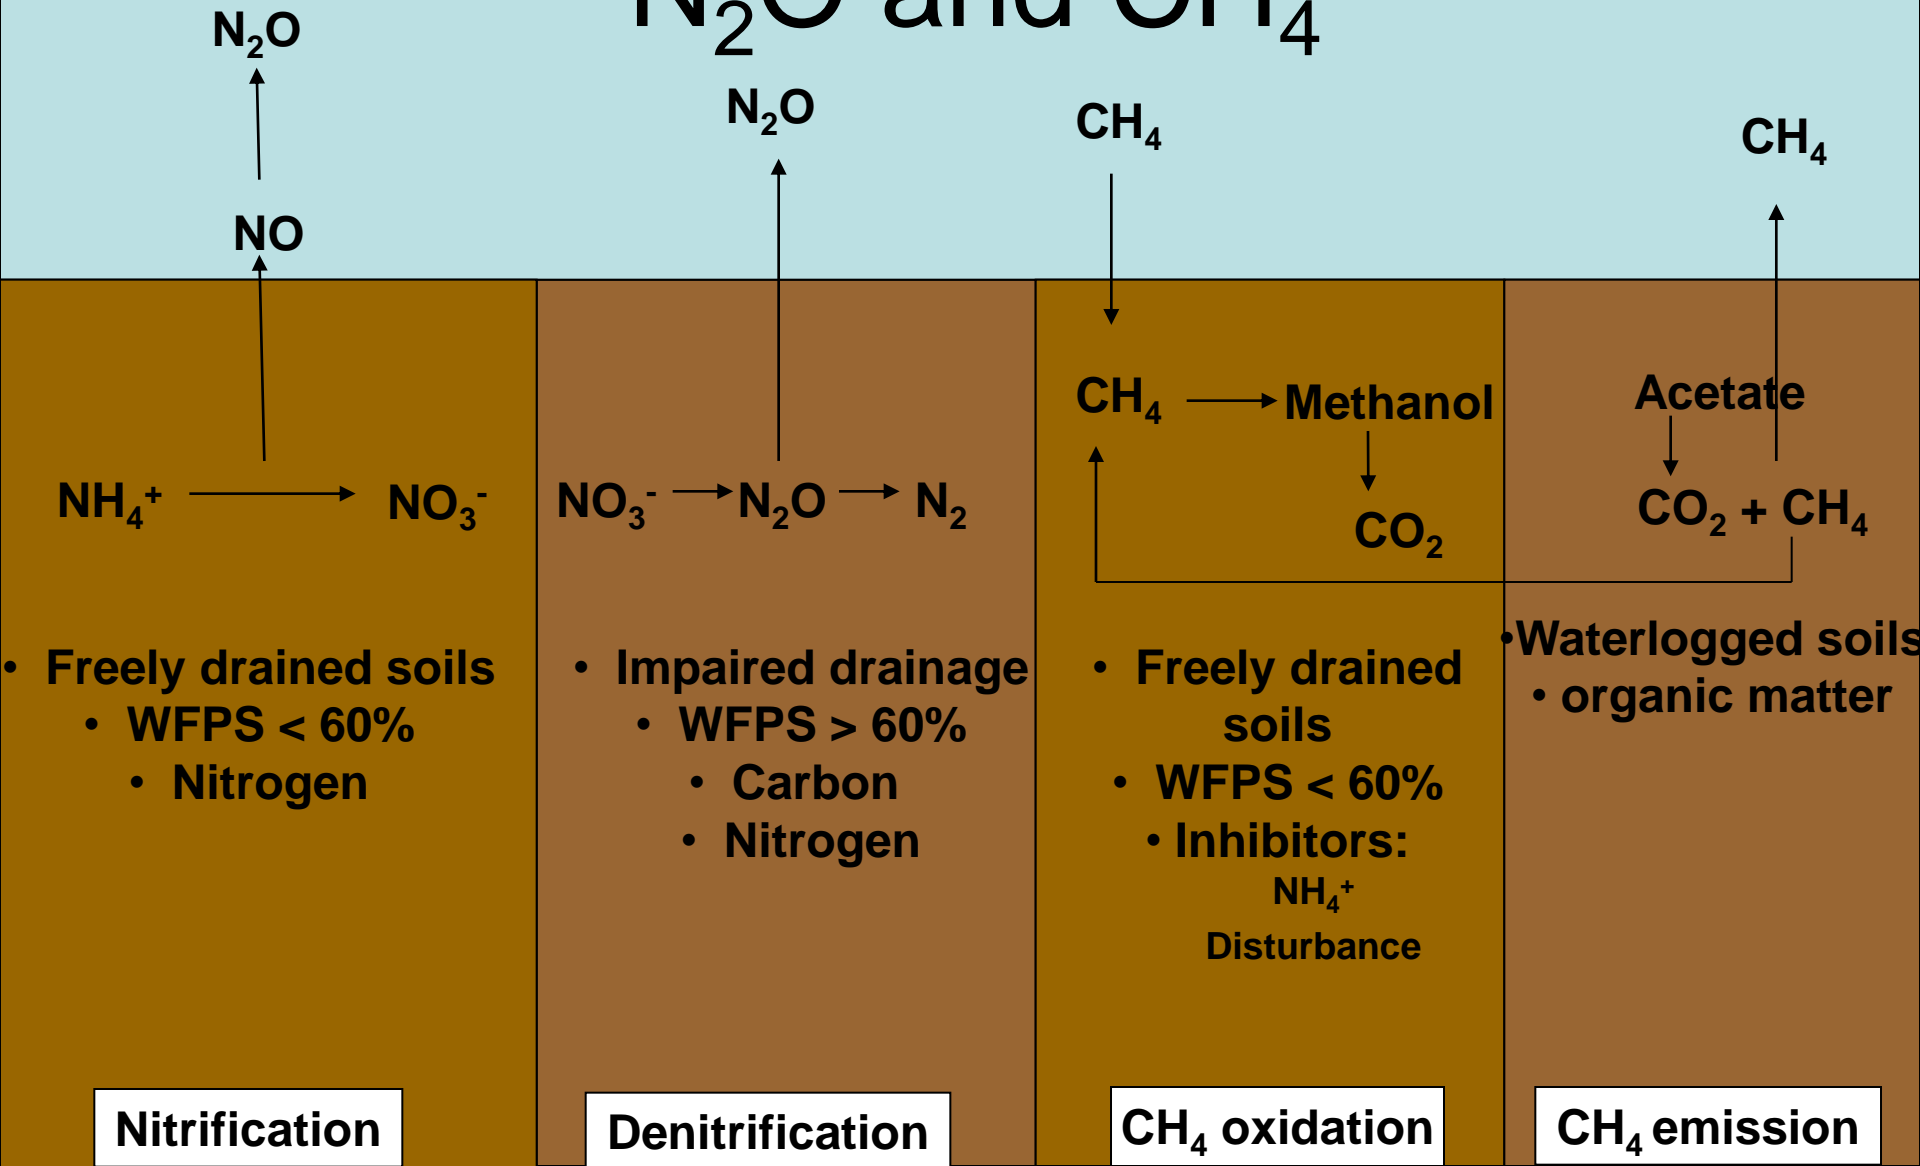 N₂O and CH₄
N₂O
N₂O
CH₄
CH₄
NO
NH₄⁺
NO₃⁻
• Freely drained soils
• WFPS < 60%
• Nitrogen
Nitrification
NO₃⁻
N₂O
N₂
• Impaired drainage
• WFPS > 60%
• Carbon
• Nitrogen
Denitrification
CH₄
Methanol
CO₂
• Freely drained
soils
• WFPS < 60%
• Inhibitors:
NH₄⁺
Disturbance
CH₄ oxidation
Acetate
CO₂ + CH₄
•Waterlogged soils
• organic matter
CH₄ emission